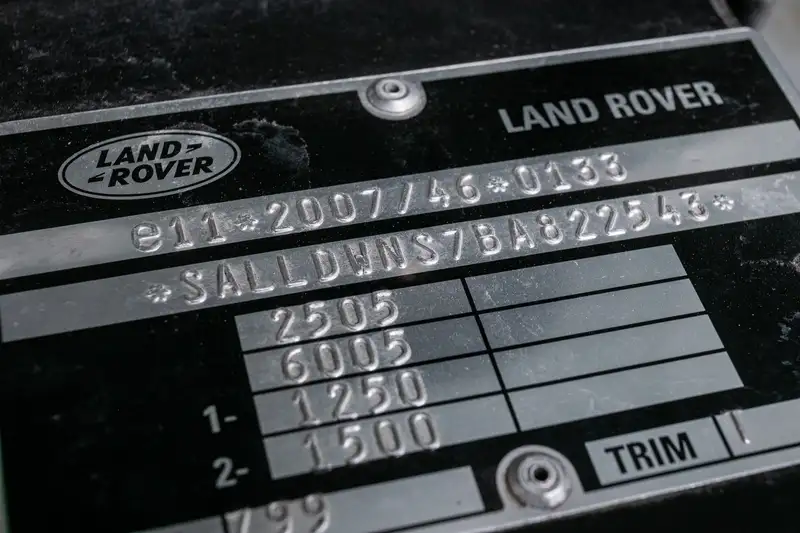 LAND ROVER
LAND ROVER
e11*2007/46*0133
*SALLDWNS7BA822543*
2505
6005
1- 1250
2- 1500
TRIM